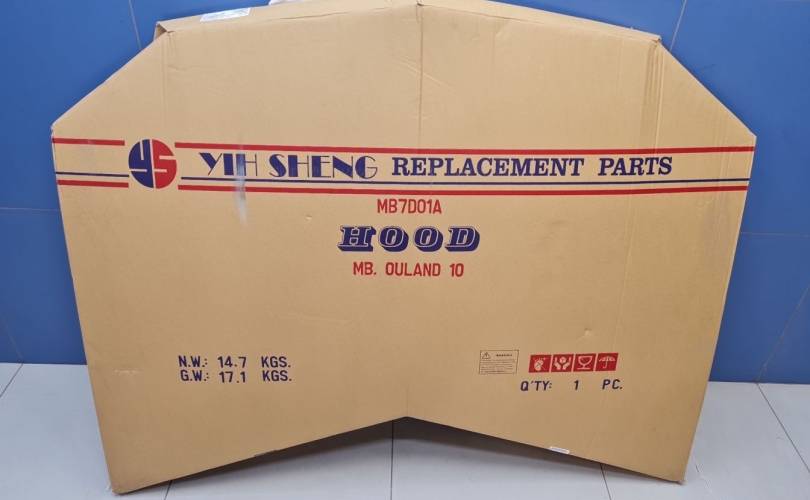 YS YIH SHENG REPLACEMENT PARTS
MB7D01A
HOOD
MB. OULAND 10
N.W.: 14.7 KGS.
G.W.: 17.1 KGS.
Q'TY: 1 PC.